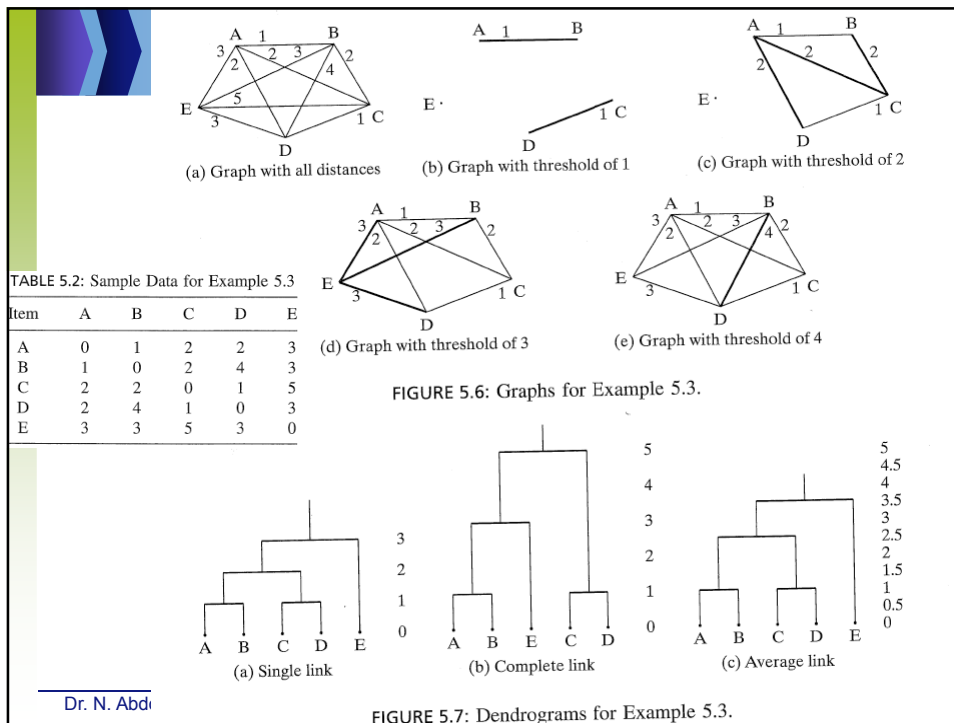 A 1 B
3 2 3 2
2 4
E 5
3 1 C
D
(a) Graph with all distances
A 1 B
E
1 C
D
(b) Graph with threshold of 1
A 1 B
2 2 2
E
1 C
D
(c) Graph with threshold of 2
A 1 B
3 2 3 2
2
E
3 1 C
D
(d) Graph with threshold of 3
A 1 B
3 2 3 2
2 4
E
3 1 C
D
(e) Graph with threshold of 4
FIGURE 5.6: Graphs for Example 5.3.
TABLE 5.2: Sample Data for Example 5.3
Item A B C D E
A 0 1 2 2 3
B 1 0 2 4 3
C 2 2 0 1 5
D 2 4 1 0 3
E 3 3 5 3 0
3
2
1
0
A B C D E
(a) Single link
5
4
3
2
1
0
A B E C D
(b) Complete link
5
4.5
4
3.5
3
2.5
2
1.5
1
0.5
0
A B C D E
(c) Average link
Dr. N. Abd
FIGURE 5.7: Dendrograms for Example 5.3.